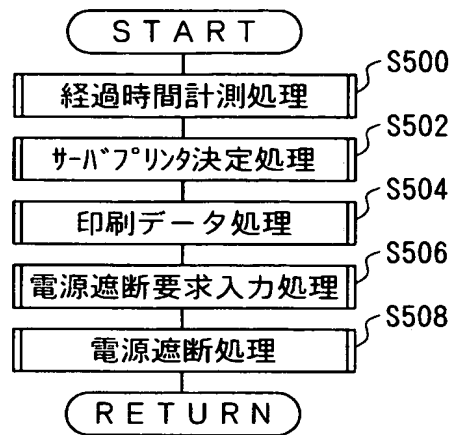 START
S500
経過時間計測処理
S502
サーバプリンタ決定処理
S504
印刷データ処理
S506
電源遮断要求入力処理
S508
電源遮断処理
RETURN